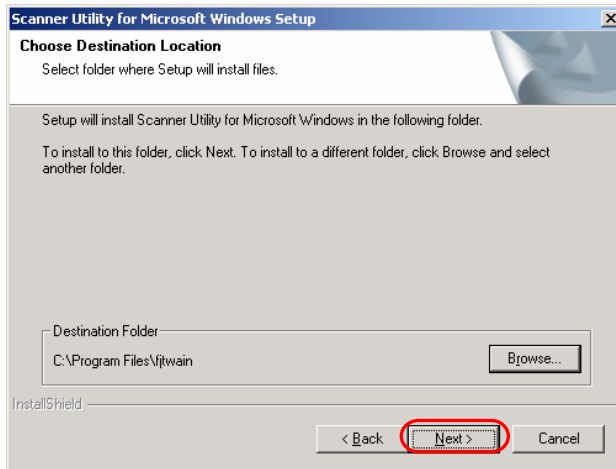 Scanner Utility for Microsoft Windows Setup
Choose Destination Location
Select folder where Setup will install files.
Setup will install Scanner Utility for Microsoft Windows in the following folder.
To install to this folder, click Next. To install to a different folder, click Browse and select
another folder.
Destination Folder
C:\Program Files\fjtwain
Browse...
InstallShield
< Back Next > Cancel